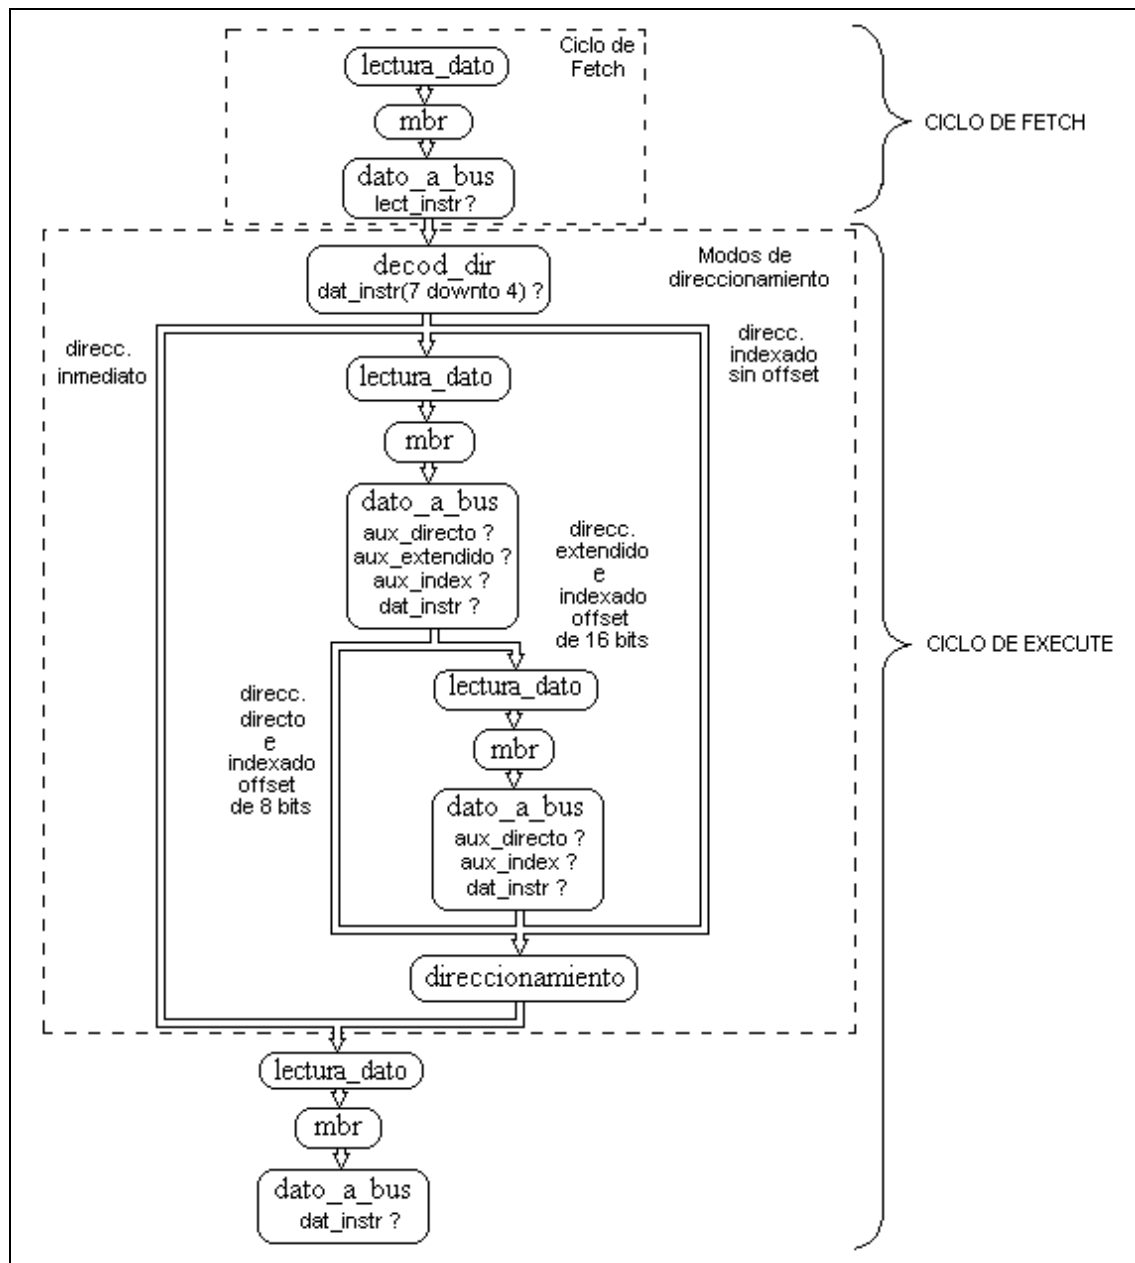 Ciclo de
Fetch
lectura_dato
mbr
CICLO DE FETCH
dato_a_bus
lect_instr?
Modos de
direccionamiento
decod_dir
dat_instr(7 downto 4) ?
direcc.
inmediato
direcc.
indexado
sin offset
lectura_dato
mbr
dato_a_bus
aux_directo ?
aux_extendido ?
aux_index ?
dat_instr ?
direcc.
extendido
e
indexado
offset
de 16 bits
CICLO DE EXECUTE
direcc.
directo
e
indexado
offset
de 8 bits
lectura_dato
mbr
dato_a_bus
aux_directo ?
aux_index ?
dat_instr ?
direccionamiento
lectura_dato
mbr
dato_a_bus
dat_instr ?